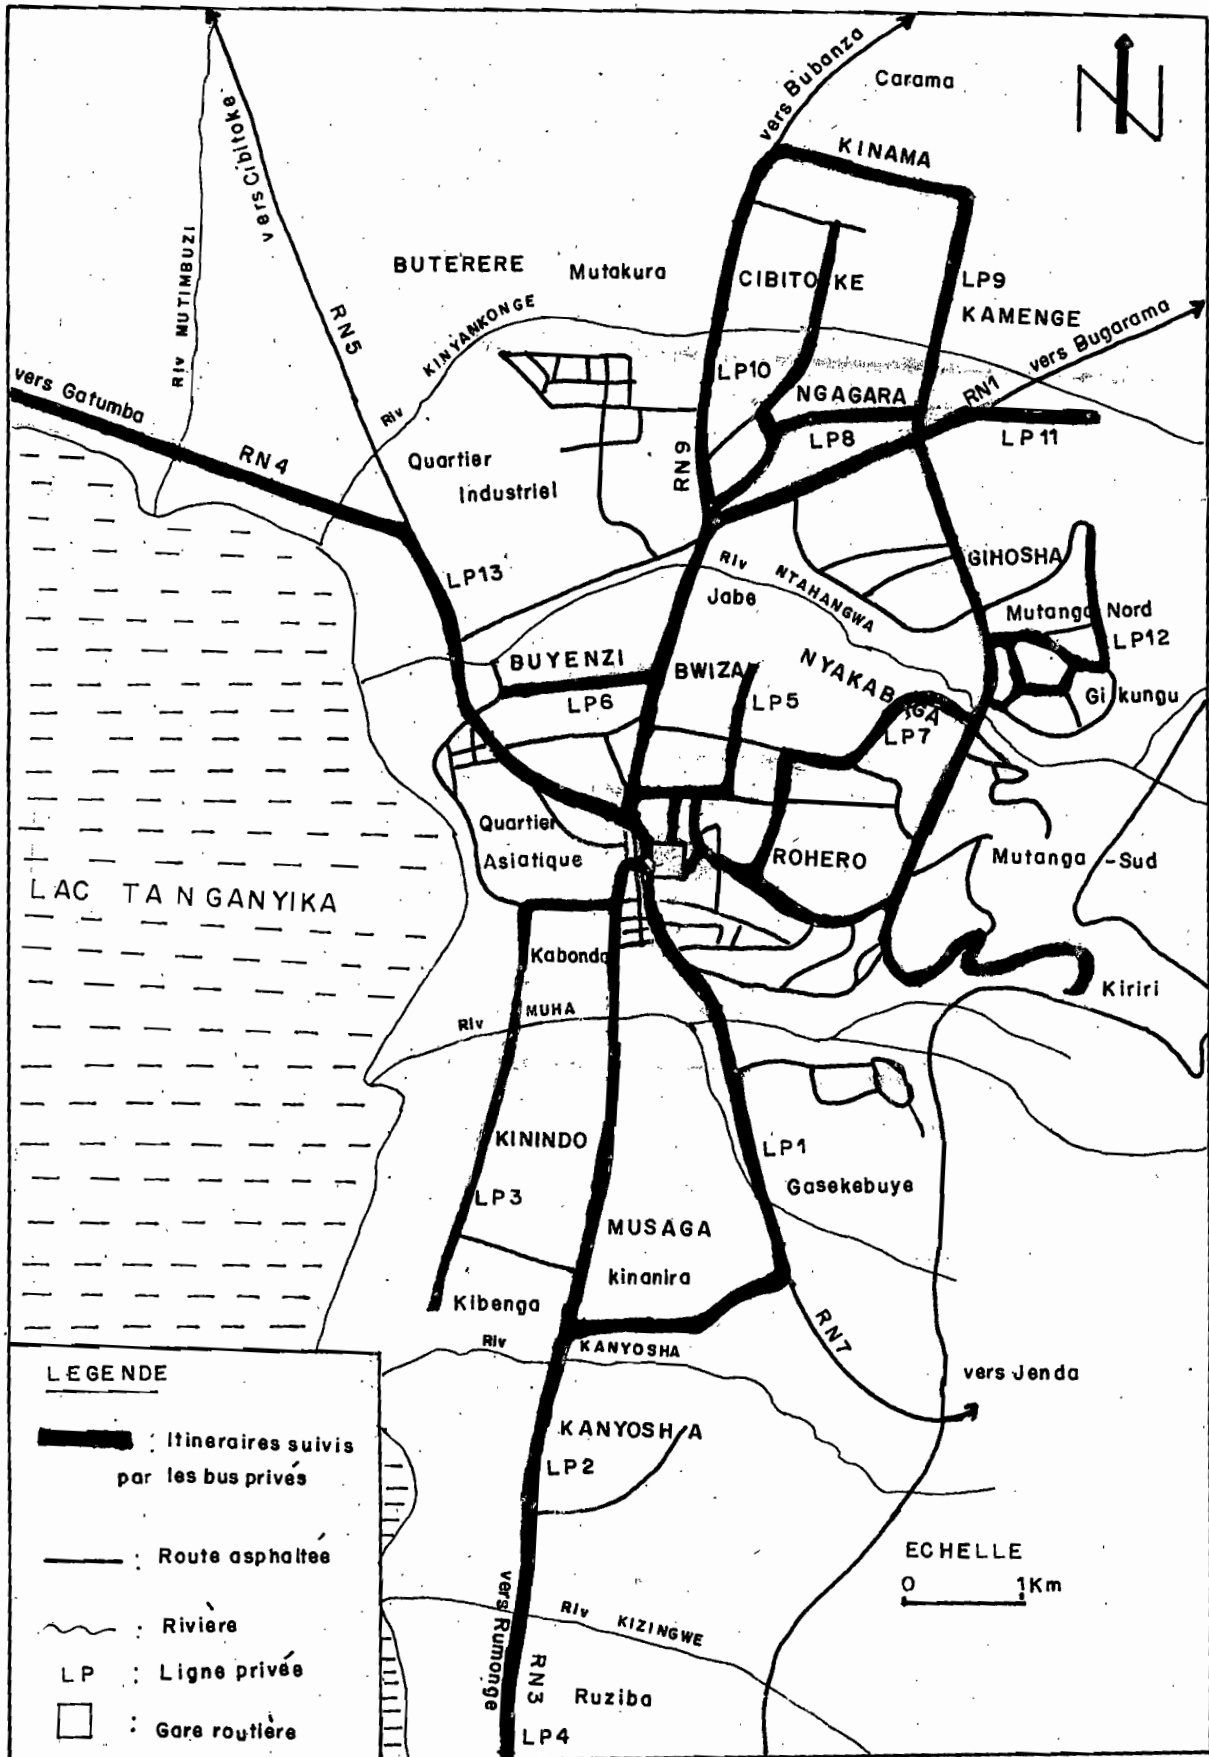 vers Bubanza
Carama
N
KINAMA
vers Cibitoke
Riv MUTIMBUZI
BUTERERE
Mutakura
CIBITOKE
LP9
KAMENGE
RN5
Riv KINYANKONGE
vers Bugarama
RN1
LP10
NGAGARA
vers Gatumba
RN4
LP8
LP11
RN9
Quartier
Industriel
GIHOSHA
LP13
Riv NTAHANGWA
Jabe
Mutanga Nord
LP12
BUYENZI
BWIZA
NYAKABIGA
LP6
LP5
LP7
Gikungu
Quartier
Asiatique
ROHERO
Mutanga-Sud
LAC TANGANYIKA
Kabondo
Kiriri
Riv MUHA
KININDO
LP1
Gasekebuye
LP3
MUSAGA
kinanira
Kibenga
RN7
Riv KANYOSHA
vers Jenda
KANYOSHA
LP2
vers Rumonge
Riv KIZINGWE
RN3
Ruziba
LP4
ECHELLE
0 1Km
LEGENDE
: Itineraires suivis
par les bus privés
: Route asphaltée
: Rivière
LP : Ligne privée
: Gare routière